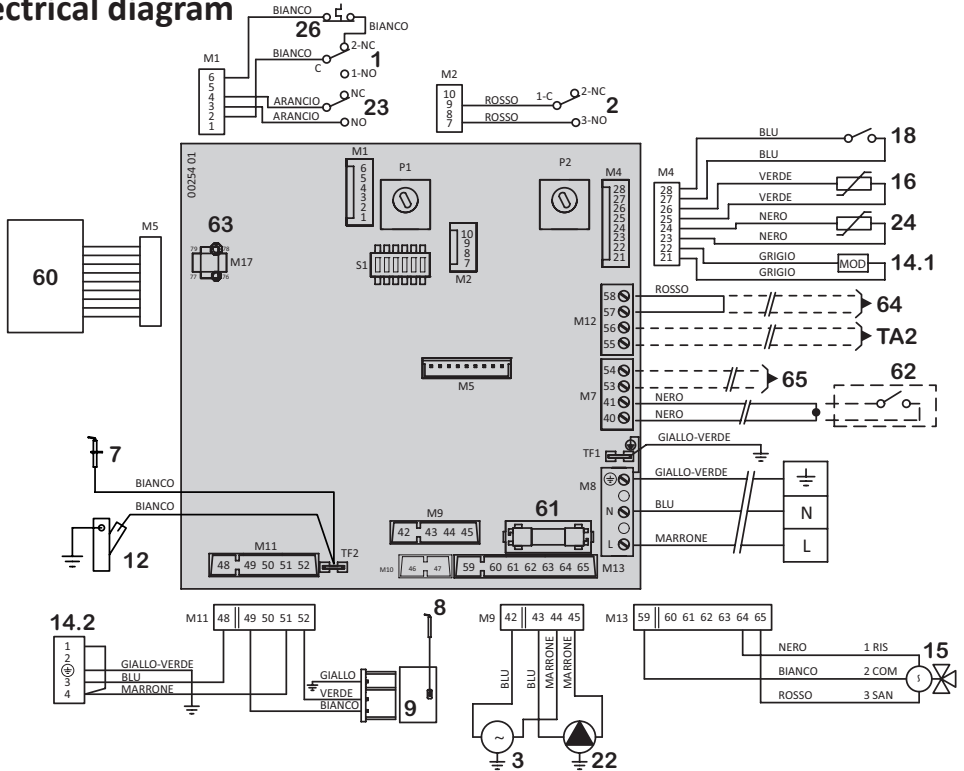 ectrical diagram
BIANCO
26
BIANCO
2-NC
BIANCO
1
C
1-NO
M1
6
5
4
3
2
1
NC
ARANCIO
23
ARANCIO
NO
M2
10
9
8
7
ROSSO
1-C
2-NC
2
ROSSO
3-NO
BLU
18
BLU
M4
28
27
26
25
24
23
22
21
VERDE
16
VERDE
NERO
24
NERO
GRIGIO
MOD
14.1
GRIGIO
00254 01
M1
6
5
4
3
2
1
P1
P2
M4
28
27
26
25
24
23
22
21
63
79
78
M17
77
76
S1
10
9
8
7
M2
60
M5
M5
M12
58
57
56
55
ROSSO
64
TA2
M7
54
53
41
40
65
62
NERO
NERO
TF1
GIALLO-VERDE
M8
GIALLO-VERDE
N
BLU
N
L
MARRONE
L
7
BIANCO
BIANCO
12
M11
48 49 50 51 52
TF2
M9
42 43 44 45
61
M10
46 47
59 60 61 62 63 64 65
M13
14.2
1
2
3
4
GIALLO-VERDE
BLU
MARRONE
M11
48 49 50 51 52
8
GIALLO
VERDE
BIANCO
9
M9
42 43 44 45
BLU
BLU
MARRONE
MARRONE
~
3
22
M13
59 60 61 62 63 64 65
NERO
1 RIS
15
BIANCO
2 COM
ROSSO
3 SAN